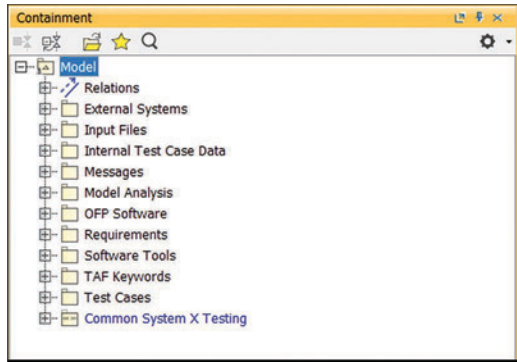 Containment
Model
Relations
External Systems
Input Files
Internal Test Case Data
Messages
Model Analysis
OFP Software
Requirements
Software Tools
TAF Keywords
Test Cases
Common System X Testing